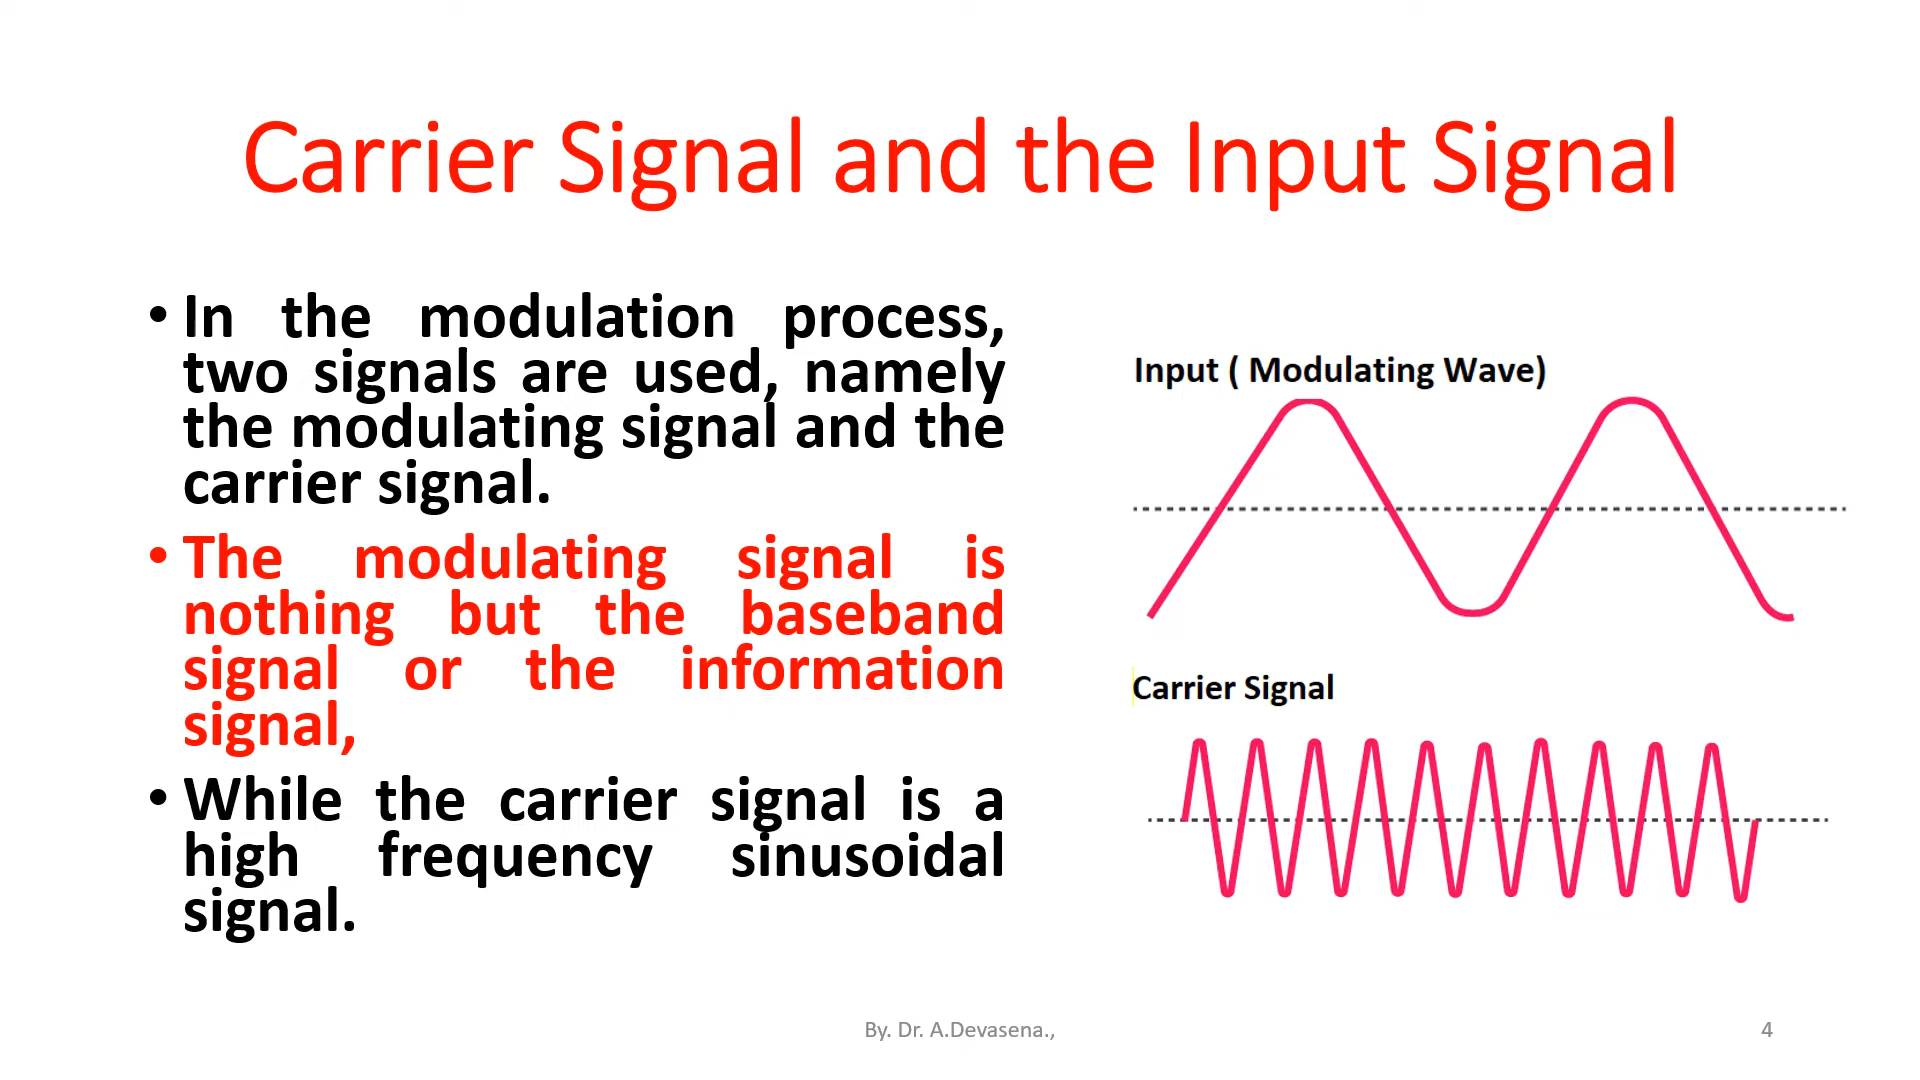 Carrier Signal and the Input Signal
• In the modulation process,
two signals are used, namely
the modulating signal and the
carrier signal.
• The modulating signal is
nothing but the baseband
signal or the information
signal,
• While the carrier signal is a
high frequency sinusoidal
signal.
Input ( Modulating Wave)
Carrier Signal
By. Dr. A.Devasena.,
4